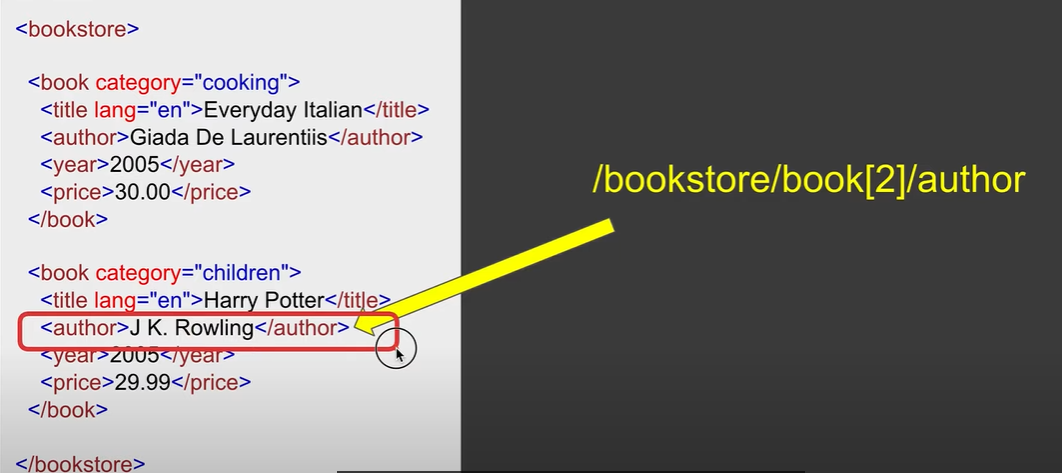 <bookstore>
<book category="cooking">
<title lang="en">Everyday Italian</title>
<author>Giada De Laurentiis</author>
<year>2005</year>
<price>30.00</price>
</book>
/bookstore/book[2]/author
<book category="children">
<title lang="en">Harry Potter</title>
<author>J K. Rowling</author>
<year>2005</year>
<price>29.99</price>
</book>
</bookstore>